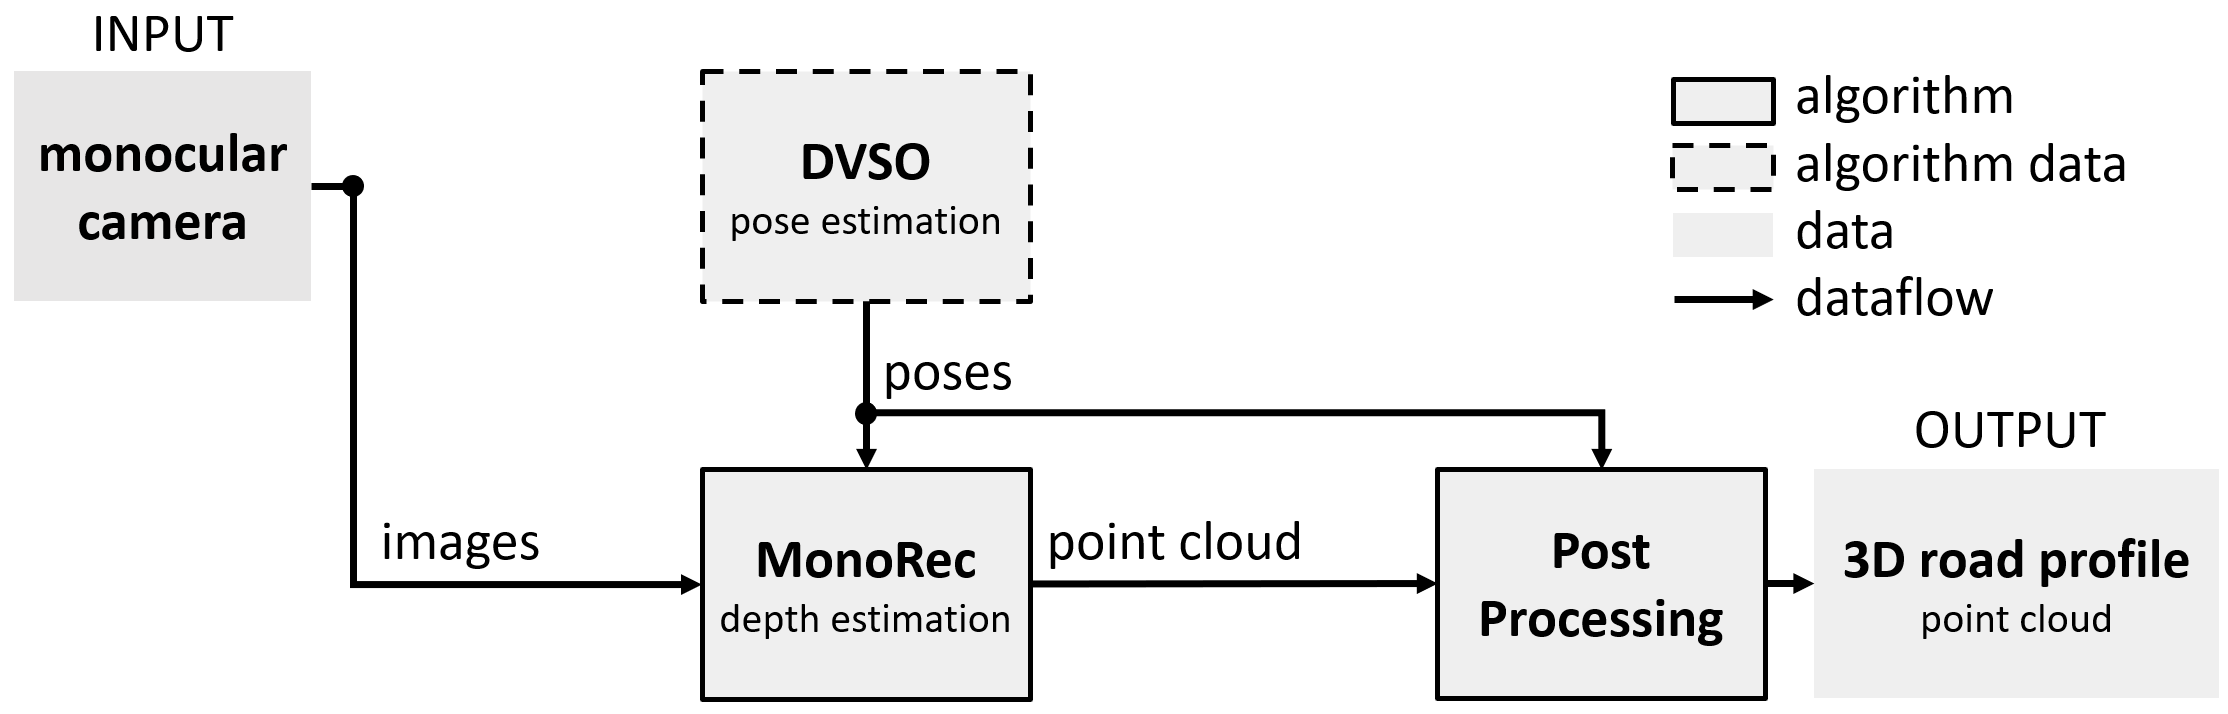 INPUT
monocular
camera
DVSO
pose estimation
algorithm
algorithm data
data
dataflow
poses
images
MonoRec
depth estimation
point cloud
Post
Processing
OUTPUT
3D road profile
point cloud